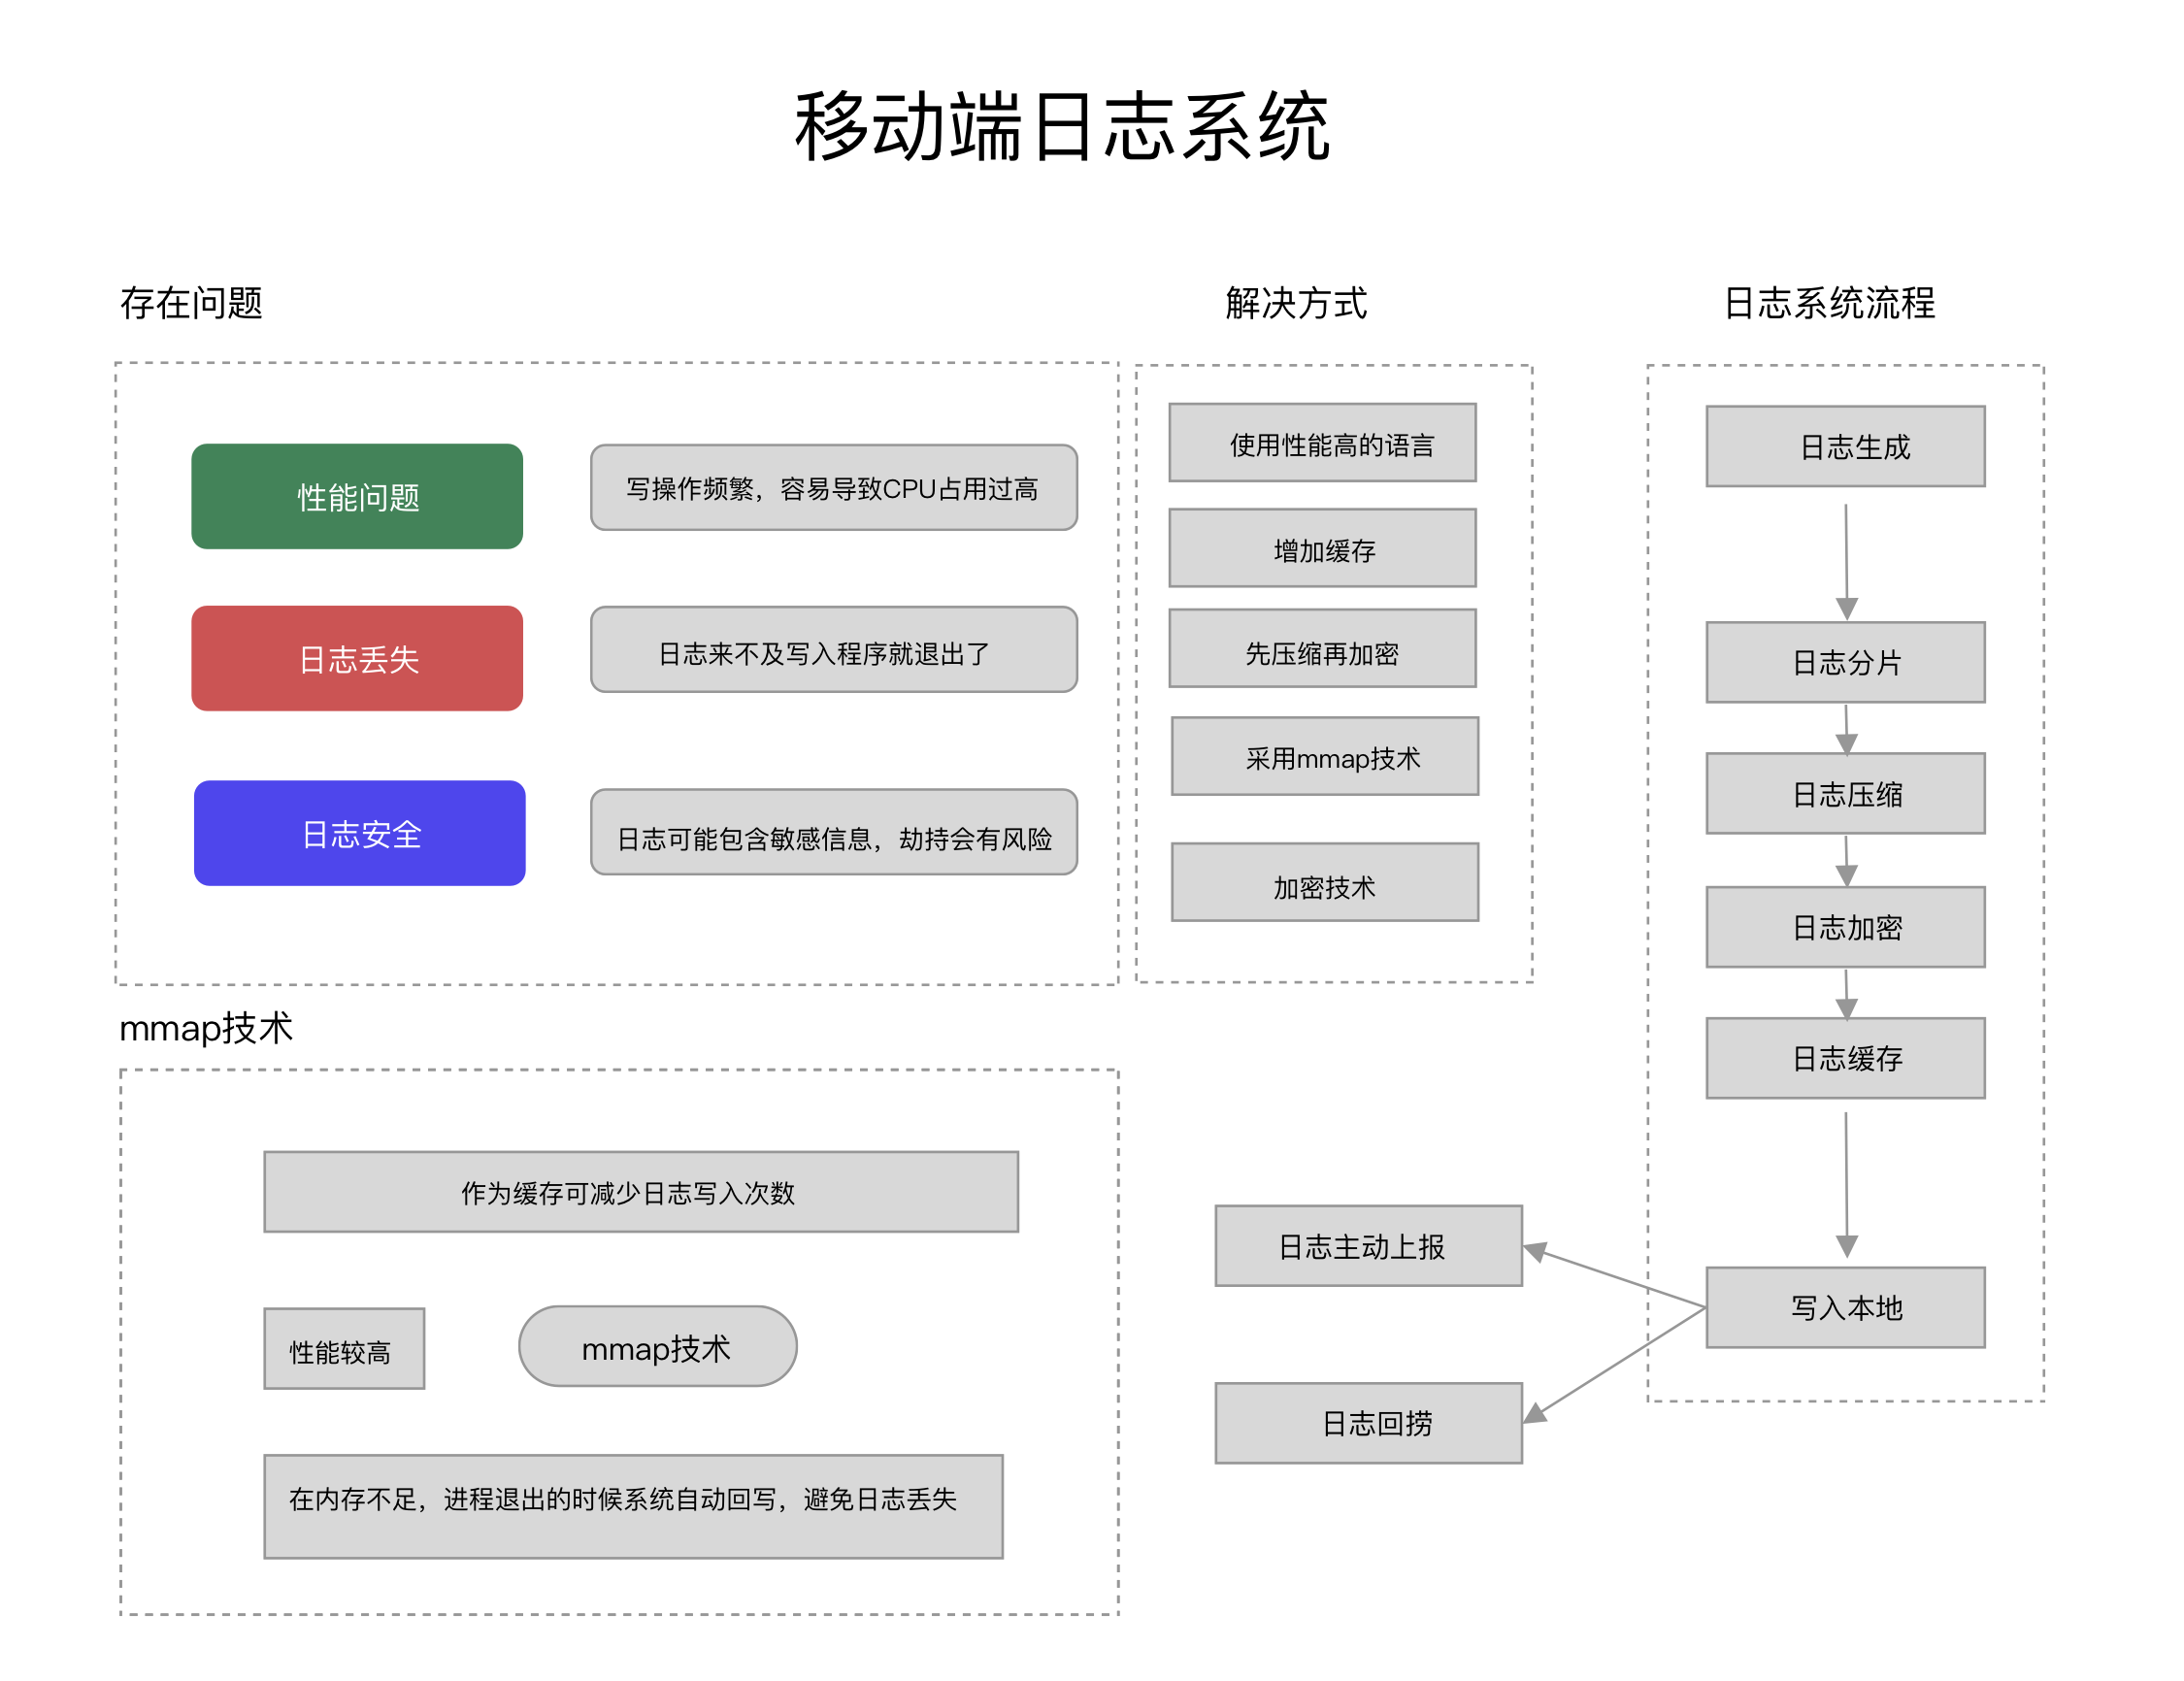 移动端日志系统
存在问题
性能问题
写操作频繁，容易导致CPU占用过高
日志丢失
日志来不及写入程序就退出了
日志安全
日志可能包含敏感信息，劫持会有风险
解决方式
使用性能高的语言
增加缓存
先压缩再加密
采用mmap技术
加密技术
日志系统流程
日志生成
日志分片
日志压缩
日志加密
日志缓存
写入本地
日志主动上报
日志回捞
mmap技术
作为缓存可减少日志写入次数
性能较高
mmap技术
在内存不足，进程退出的时候系统自动回写，避免日志丢失